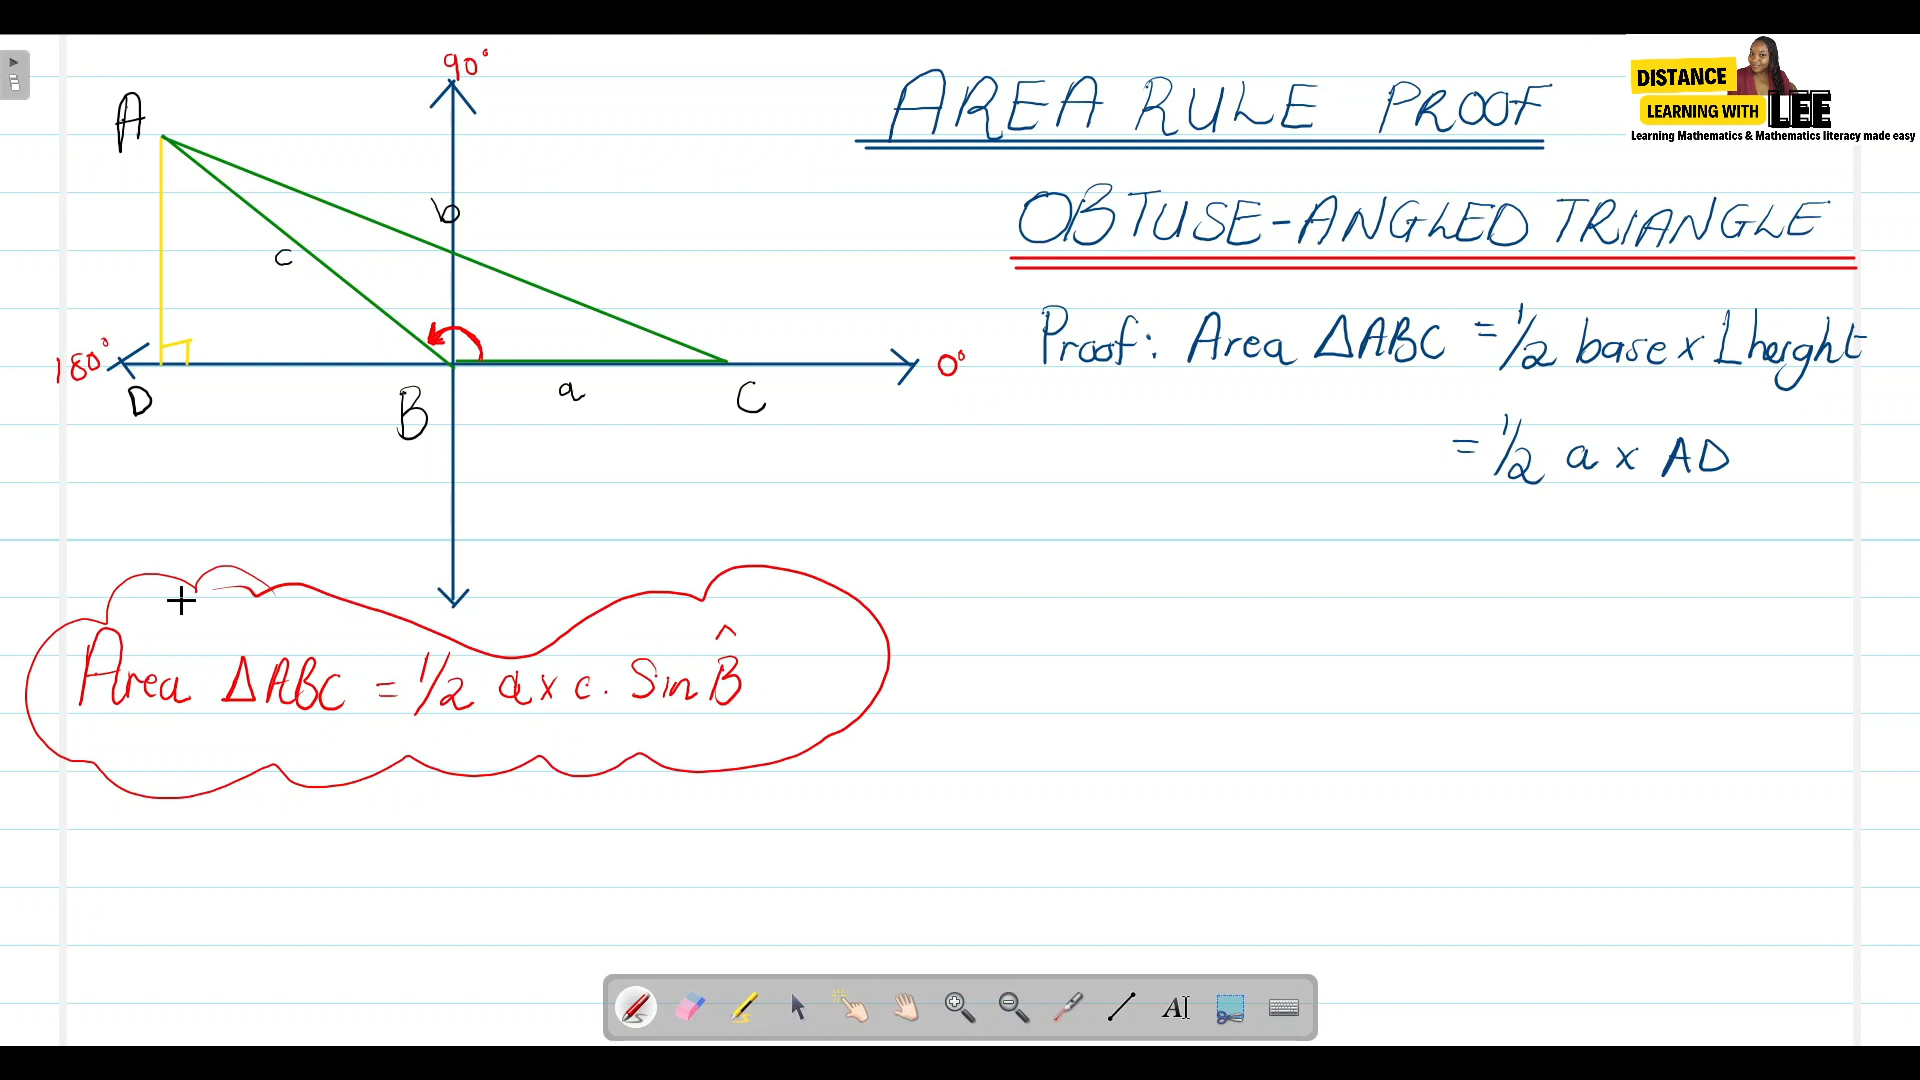 90°
A
AREA RULE PROOF
DISTANCE
LEARNING WITH LEE
Learning Mathematics & Mathematics literacy made easy
b
OBTUSE-ANGLED TRIANGLE
c
Proof: Area ΔABC = 1/2 base x ⊥ height
180°
0°
D
B
a
C
= 1/2 a x AD
Area ΔABC = 1/2 a x c. Sin B̂
AI